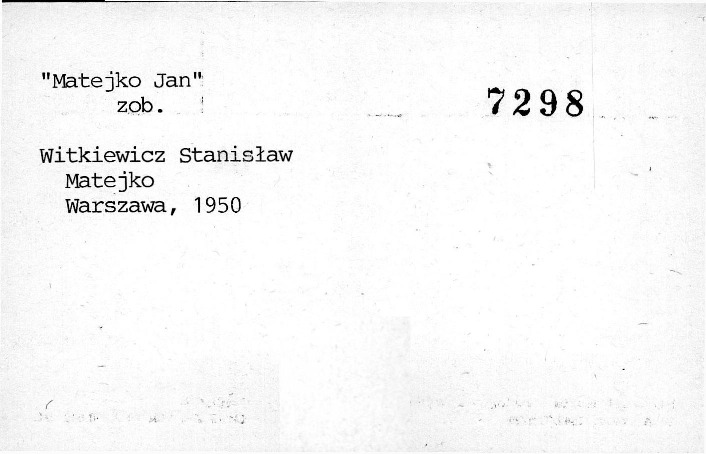 "Matejko Jan"
zob.
7298
Witkiewicz Stanisław
Matejko
Warszawa, 1950